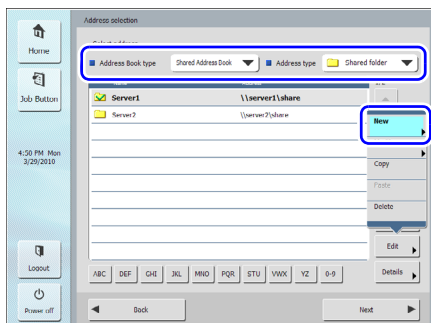 Address selection
Home
Address Book type
Shared Address Book
Address type
Shared folder
Job Button
Server1
\\server1\share
Server2
\\server2\share
New
4:50 PM Mon
3/29/2010
Copy
Paste
Delete
Edit
Logout
ABC
DEF
GHI
JKL
MNO
PQR
STU
VWX
YZ
0-9
Details
Power off
Back
Next